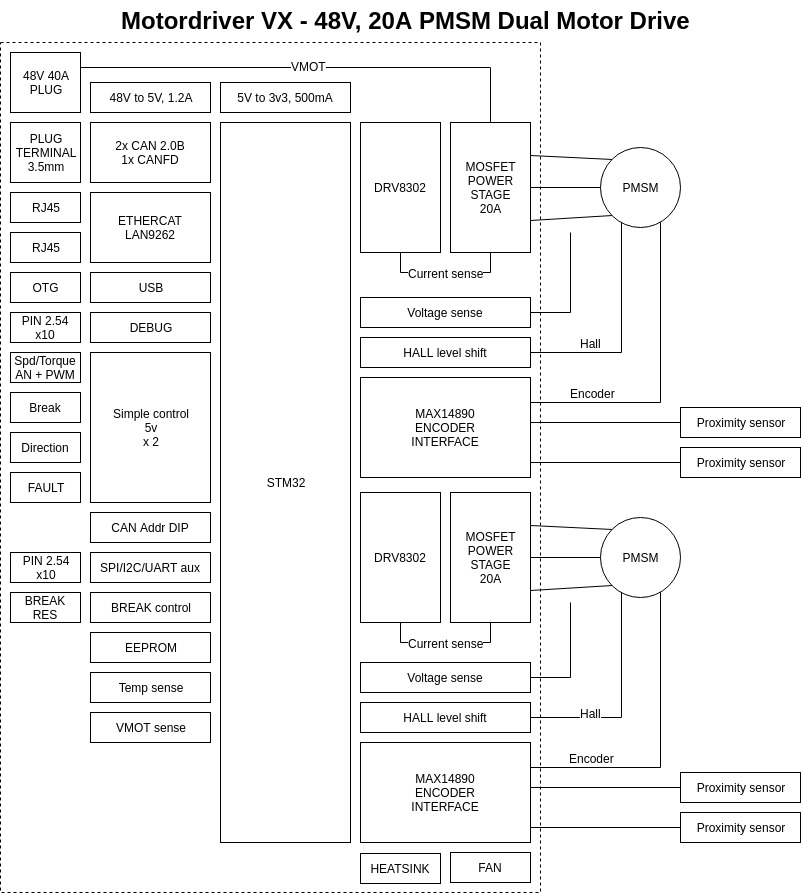 Motordriver VX - 48V, 20A PMSM Dual Motor Drive
48V 40A
PLUG
VMOT
48V to 5V, 1.2A
5V to 3v3, 500mA
PLUG
TERMINAL
3.5mm
2x CAN 2.0B
1x CANFD
RJ45
RJ45
ETHERCAT
LAN9262
OTG
USB
PIN 2.54
x10
DEBUG
Spd/Torque
AN + PWM
Break
Direction
FAULT
Simple control
5v
x 2
CAN Addr DIP
PIN 2.54
x10
SPI/I2C/UART aux
BREAK
RES
BREAK control
EEPROM
Temp sense
VMOT sense
STM32
DRV8302
MOSFET
POWER
STAGE
20A
PMSM
Current sense
Voltage sense
HALL level shift
Hall
Encoder
MAX14890
ENCODER
INTERFACE
Proximity sensor
Proximity sensor
DRV8302
MOSFET
POWER
STAGE
20A
PMSM
Current sense
Voltage sense
HALL level shift
Hall
Encoder
MAX14890
ENCODER
INTERFACE
Proximity sensor
Proximity sensor
HEATSINK
FAN